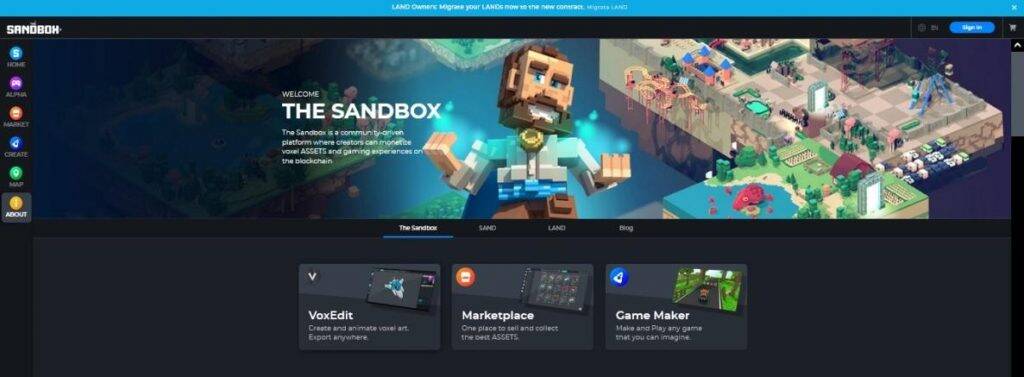 LAND Owners: Migrate your LANDs now to the new contract. Migrate LAND
THE
SANDBOX
EN
Sign In
HOME
ALPHA
MARKET
CREATE
MAP
ABOUT
WELCOME
THE SANDBOX
The Sandbox is a community-driven
platform where creators can monetize
voxel ASSETS and gaming experiences on
the blockchain
The Sandbox
SAND
LAND
Blog
VoxEdit
Create and animate voxel art.
Export anywhere.
Marketplace
One place to sell and collect
the best ASSETS.
Game Maker
Make and Play any game
that you can imagine.